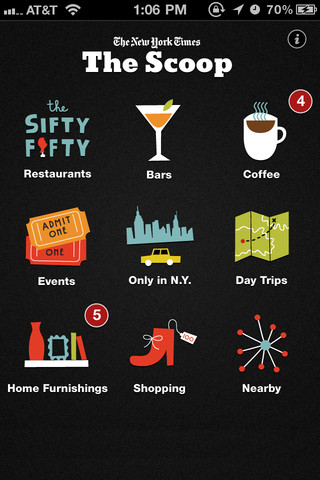 AT&T 1:06 PM 70%
The New York Times
The Scoop
i
4
the
SIFTY
FIFTY
ADMIT
ONE
ONE
Restaurants Bars Coffee
Events Only in N.Y. Day Trips
5
100
Home Furnishings Shopping Nearby